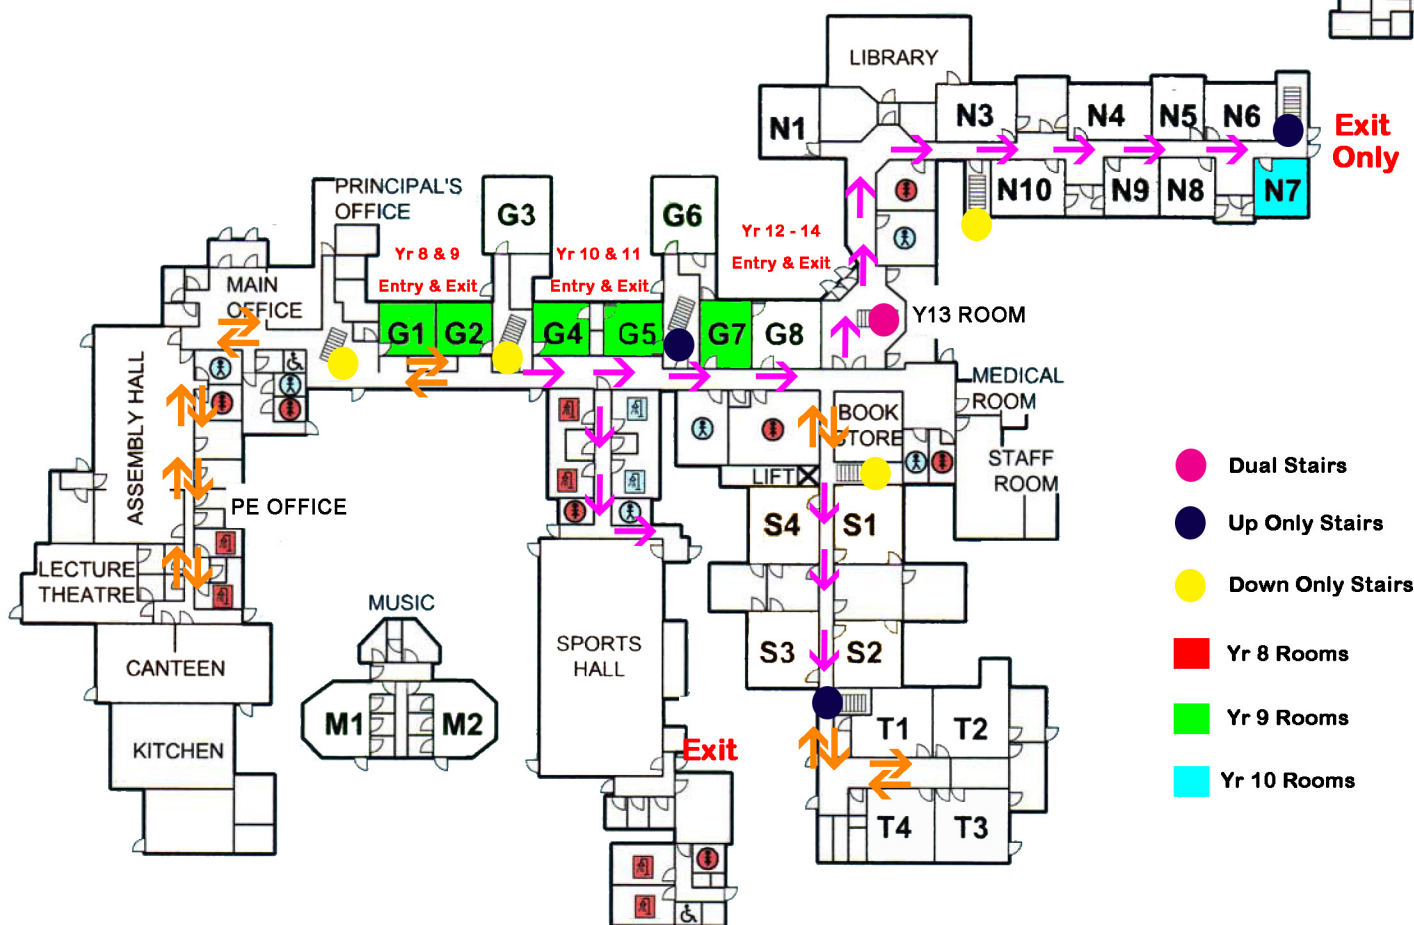 LIBRARY
N1
N3
N4
N5
N6
Exit
Only
N10
N9
N8
N7
PRINCIPAL'S
OFFICE
G3
G6
Yr 8 & 9
Entry & Exit
Yr 10 & 11
Entry & Exit
Yr 12 - 14
Entry & Exit
MAIN
OFFICE
G1
G2
G4
G5
G7
G8
Y13 ROOM
MEDICAL
ROOM
ASSEMBLY HALL
BOOK
STORE
STAFF
ROOM
LIFT
PE OFFICE
S4
S1
LECTURE
THEATRE
MUSIC
SPORTS
HALL
S3
S2
CANTEEN
M1
M2
T1
T2
KITCHEN
Exit
T4
T3
Dual Stairs
Up Only Stairs
Down Only Stairs
Yr 8 Rooms
Yr 9 Rooms
Yr 10 Rooms